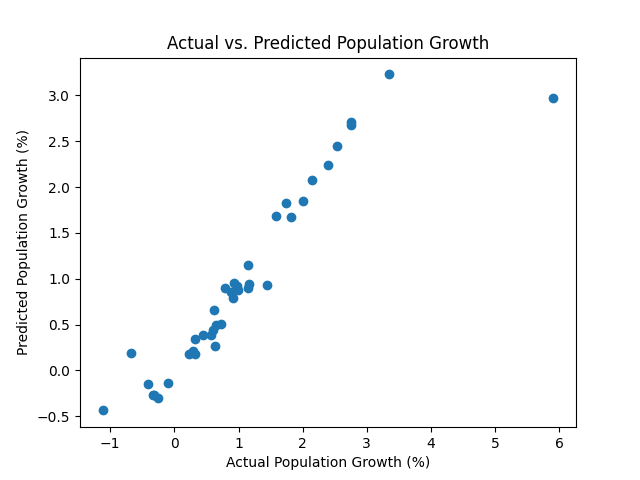 Actual vs. Predicted Population Growth
3.0
2.5
2.0
1.5
1.0
0.5
0.0
−0.5
Predicted Population Growth (%)
−1 0 1 2 3 4 5 6
Actual Population Growth (%)